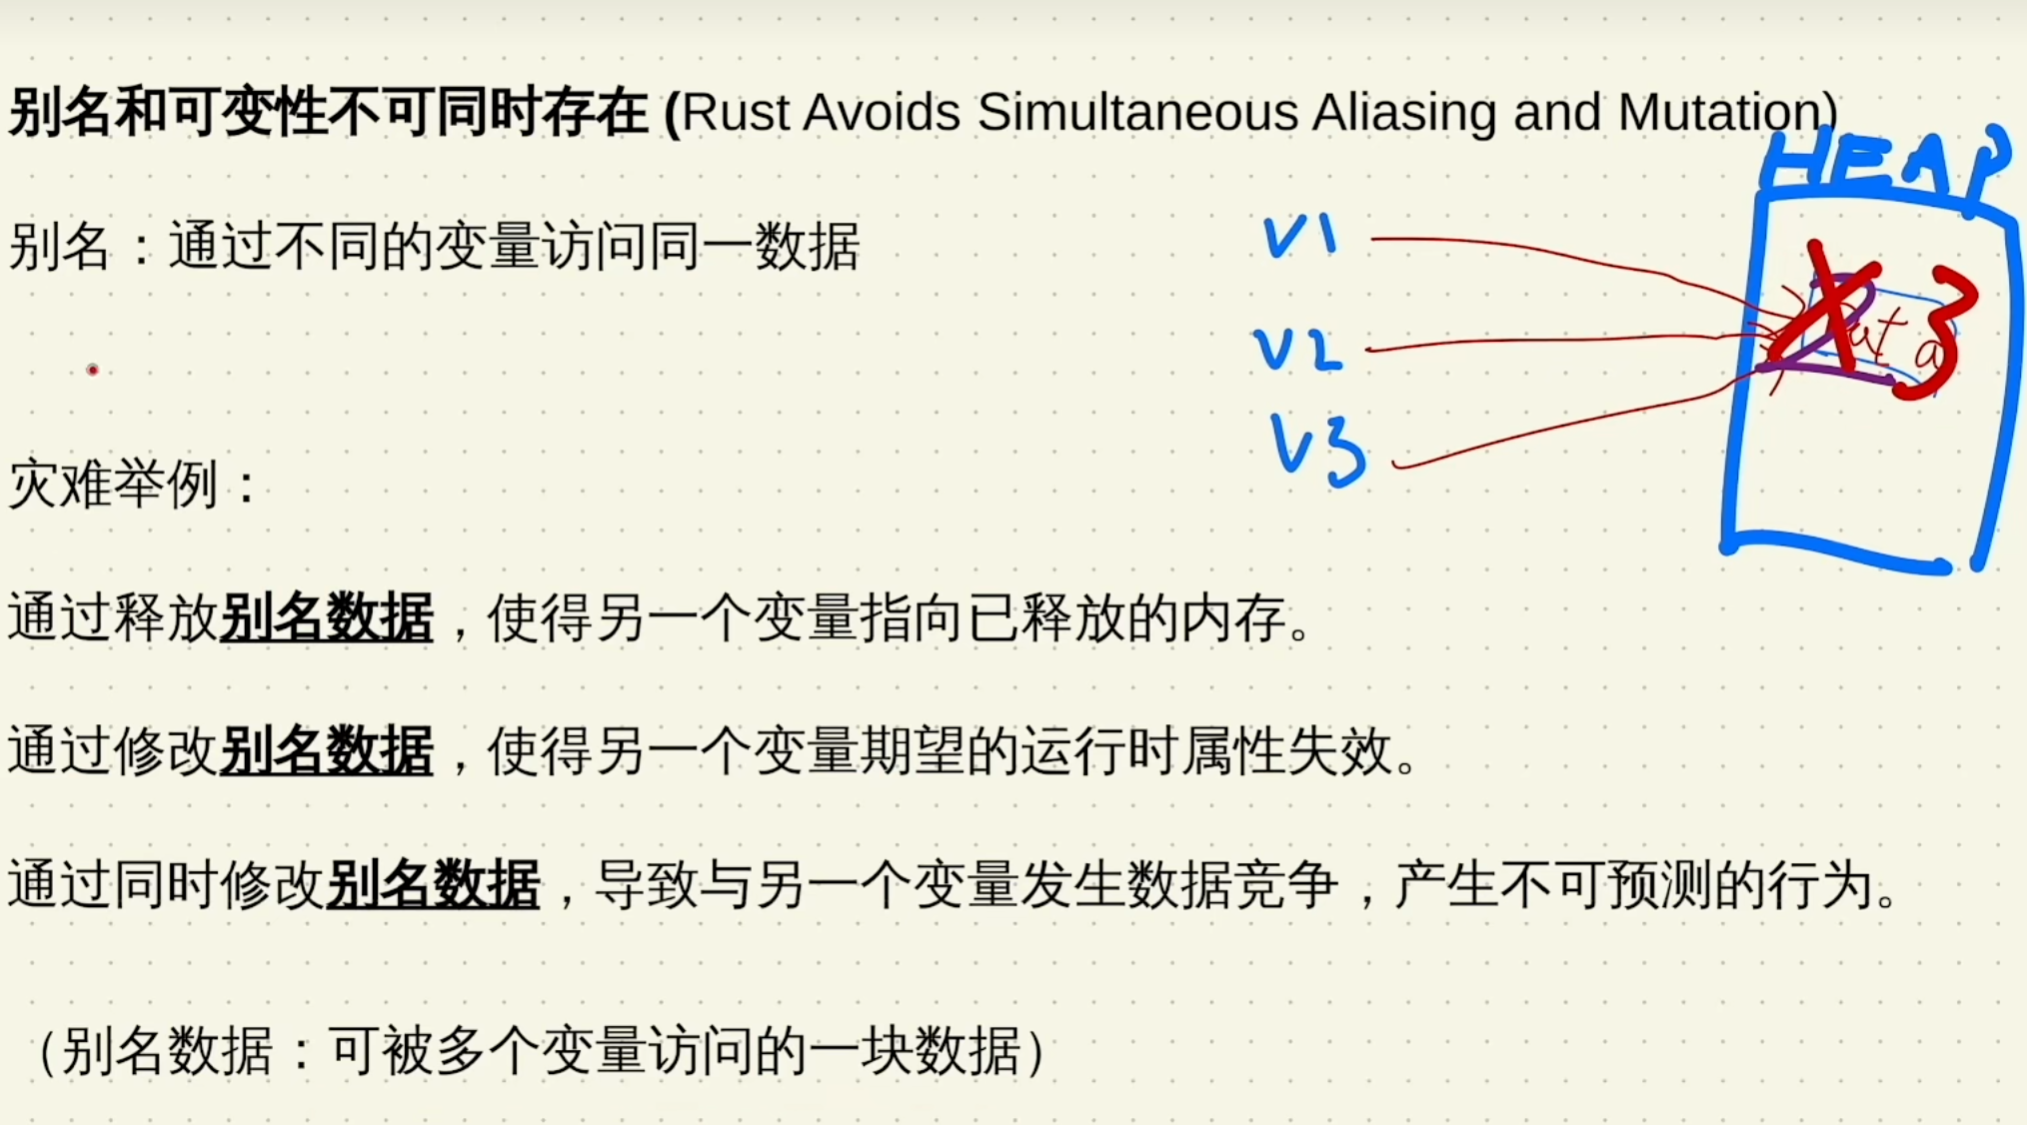 别名和可变性不可同时存在 (Rust Avoids Simultaneous Aliasing and Mutation)
HEAP
别名：通过不同的变量访问同一数据
V1
V2
3
V3
灾难举例：
通过释放别名数据，使得另一个变量指向已释放的内存。
通过修改别名数据，使得另一个变量期望的运行时属性失效。
通过同时修改别名数据，导致与另一个变量发生数据竞争，产生不可预测的行为。
（别名数据：可被多个变量访问的一块数据）